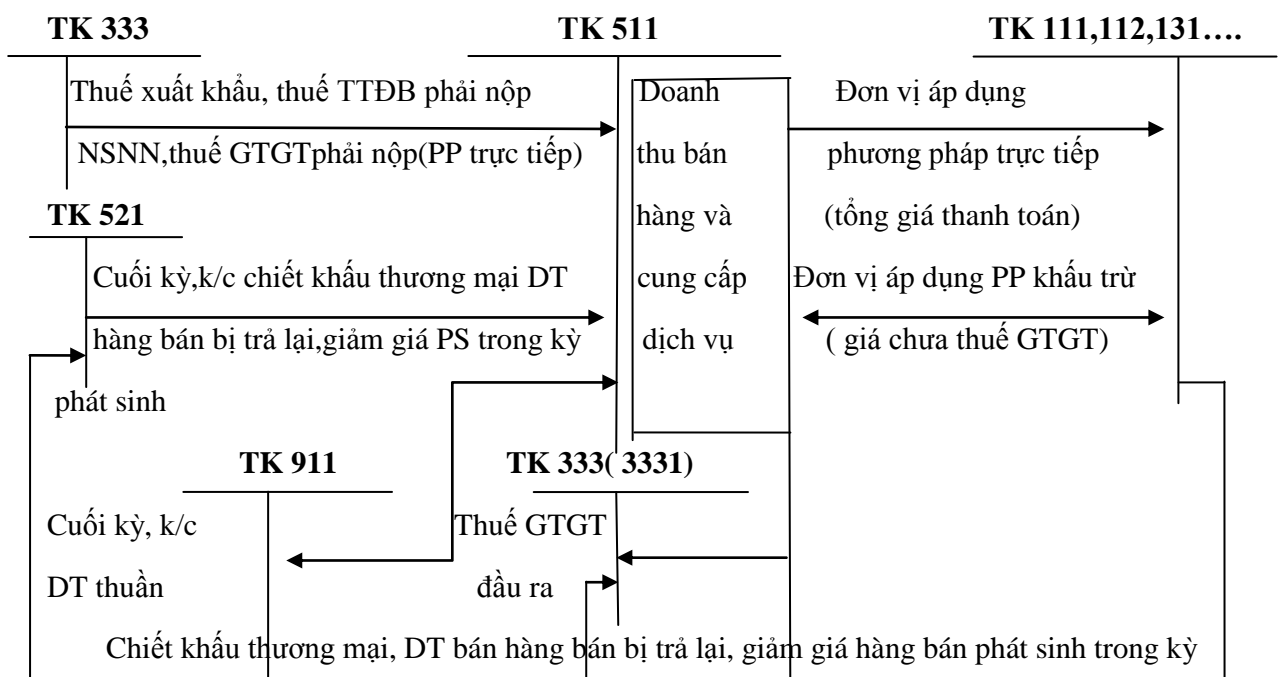 TK 333
TK 511
TK 111,112,131….
Thuế xuất khẩu, thuế TTĐB phải nộp
NSNN,thuế GTGTphải nộp(PP trực tiếp)
Doanh
thu bán
hàng và
cung cấp
dịch vụ
Đơn vị áp dụng
phương pháp trực tiếp
(tổng giá thanh toán)
Đơn vị áp dụng PP khấu trừ
( giá chưa thuế GTGT)
TK 521
Cuối kỳ,k/c chiết khấu thương mại DT
hàng bán bị trả lại,giảm giá PS trong kỳ
phát sinh
TK 911
TK 333( 3331)
Cuối kỳ, k/c
DT thuần
Thuế GTGT
đầu ra
Chiết khấu thương mại, DT bán hàng bán bị trả lại, giảm giá hàng bán phát sinh trong kỳ